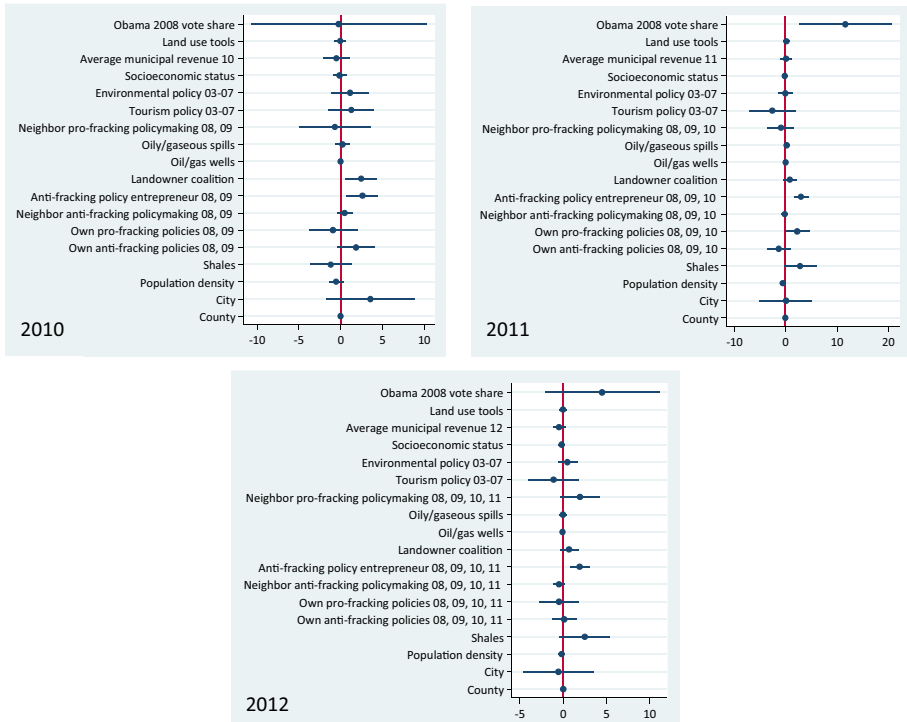 Obama 2008 vote share
Land use tools
Average municipal revenue 10
Socioeconomic status
Environmental policy 03-07
Tourism policy 03-07
Neighbor pro-fracking policymaking 08, 09
Oily/gaseous spills
Oil/gas wells
Landowner coalition
Anti-fracking policy entrepreneur 08, 09
Neighbor anti-fracking policymaking 08, 09
Own pro-fracking policies 08, 09
Own anti-fracking policies 08, 09
Shales
Population density
City
County
2010
-10 -5 0 5 10
Obama 2008 vote share
Land use tools
Average municipal revenue 11
Socioeconomic status
Environmental policy 03-07
Tourism policy 03-07
Neighbor pro-fracking policymaking 08, 09, 10
Oily/gaseous spills
Oil/gas wells
Landowner coalition
Anti-fracking policy entrepreneur 08, 09, 10
Neighbor anti-fracking policymaking 08, 09, 10
Own pro-fracking policies 08, 09, 10
Own anti-fracking policies 08, 09, 10
Shales
Population density
City
County
2011
-10 0 10 20
Obama 2008 vote share
Land use tools
Average municipal revenue 12
Socioeconomic status
Environmental policy 03-07
Tourism policy 03-07
Neighbor pro-fracking policymaking 08, 09, 10, 11
Oily/gaseous spills
Oil/gas wells
Landowner coalition
Anti-fracking policy entrepreneur 08, 09, 10, 11
Neighbor anti-fracking policymaking 08, 09, 10, 11
Own pro-fracking policies 08, 09, 10, 11
Own anti-fracking policies 08, 09, 10, 11
Shales
Population density
City
County
2012
-5 0 5 10